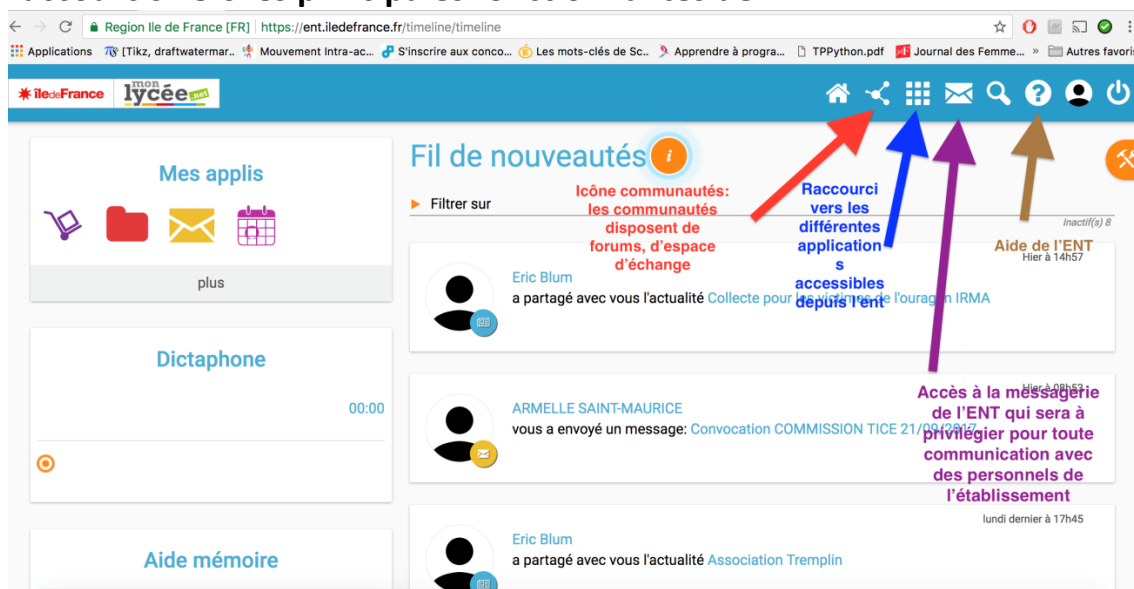 Region Ile de France [FR] | https://ent.iledefrance.fr/timeline/timeline
Applications [Tikz, draftwatermar.. Mouvement Intra-ac... S'inscrire aux conco... Les mots-clés de Sc.. Apprendre à progra... TPPython.pdf Journal des Femme... » Autres favoris
îledeFrance mon lycée.net
Mes applis
plus
Dictaphone
00:00
Aide mémoire
Fil de nouveautés i
Filtrer sur
Inactif(s) 8
Icône communautés:
les communautés
disposent de
forums, d'espace
d'échange
Raccourci
vers les
différentes
application
s
accessibles
depuis l'ent
Aide de l'ENT
Hier à 14h57
Eric Blum
a partagé avec vous l'actualité Collecte pour les victimes de l'ouragan IRMA
Hier à 08h53
Accès à la messagerie
de l'ENT qui sera à
privilégier pour toute
communication avec
des personnels de
l'établissement
ARMELLE SAINT-MAURICE
vous a envoyé un message: Convocation COMMISSION TICE 21/09/2017
lundi dernier à 17h45
Eric Blum
a partagé avec vous l'actualité Association Tremplin